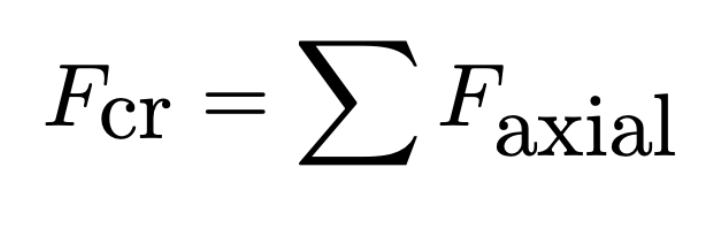 F_cr = ∑ F_axial